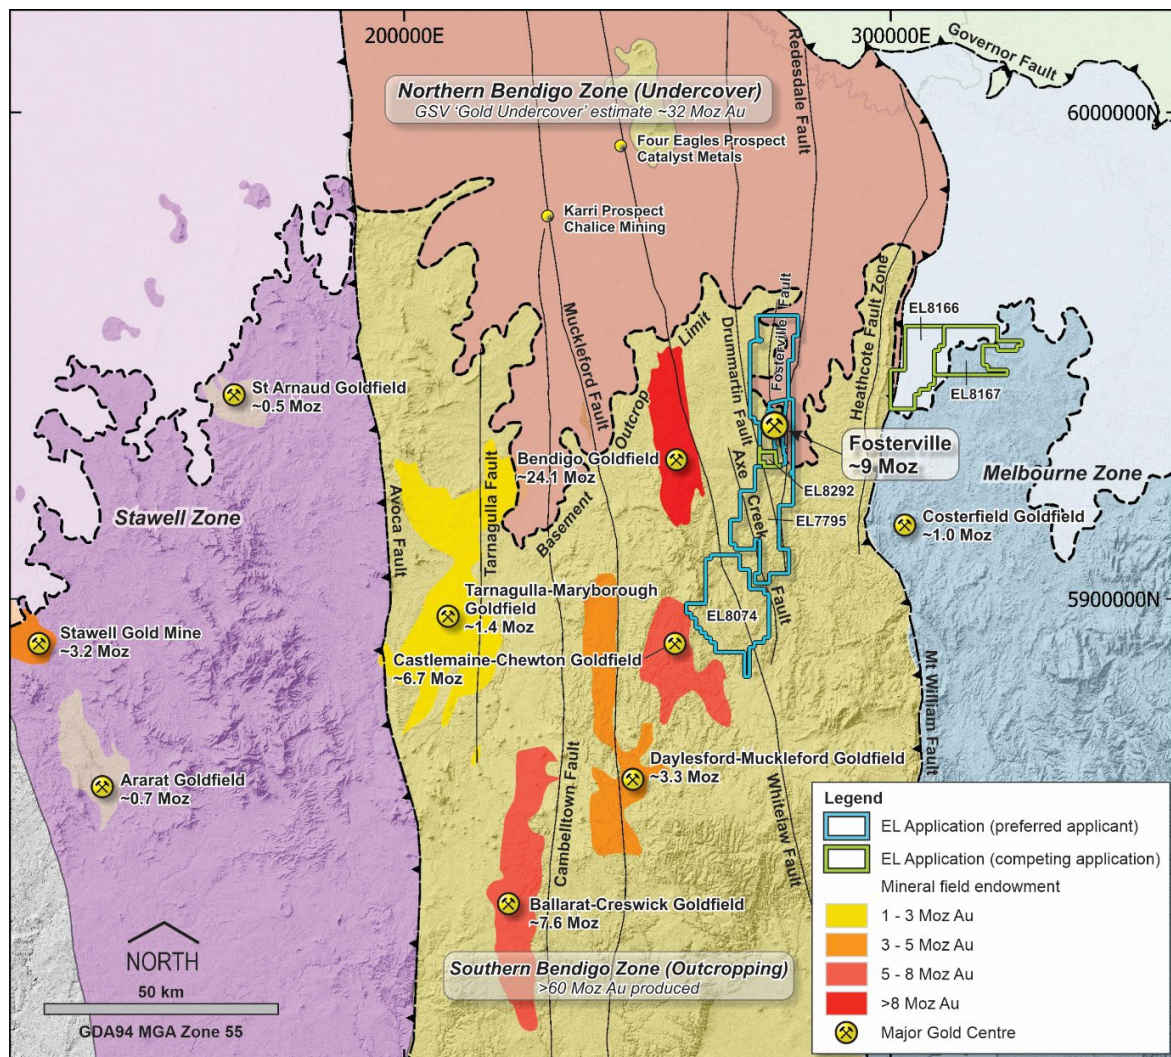 200000E
300000E
Governor Fault
6000000N
Redesdale Fault
Northern Bendigo Zone (Undercover)
GSV 'Gold Undercover' estimate ~32 Moz Au
Four Eagles Prospect
Catalyst Metals
Karri Prospect
Chalice Mining
Muckleford Fault
Drummartin Fault
Fosterville Fault
Heathcote Fault Zone
EL8166
EL8167
St Arnaud Goldfield
~0.5 Moz
Outcrop
Limit
Bendigo Goldfield
~24.1 Moz
Fosterville
~9 Moz
EL8292
Melbourne Zone
Stawell Zone
Avoca Fault
Tarnagulla Fault
Basement
Axe Creek
Fault
EL7795
Costerfield Goldfield
~1.0 Moz
Tarnagulla-Maryborough
Goldfield
~1.4 Moz
5900000N
EL8074
Stawell Gold Mine
~3.2 Moz
Castlemaine-Chewton Goldfield
~6.7 Moz
Mt William Fault
Ararat Goldfield
~0.7 Moz
Cambelltown Fault
Daylesford-Muckleford Goldfield
~3.3 Moz
Whitelaw Fault
Ballarat-Creswick Goldfield
~7.6 Moz
NORTH
50 km
GDA94 MGA Zone 55
Southern Bendigo Zone (Outcropping)
>60 Moz Au produced
Legend
EL Application (preferred applicant)
EL Application (competing application)
Mineral field endowment
1 - 3 Moz Au
3 - 5 Moz Au
5 - 8 Moz Au
>8 Moz Au
Major Gold Centre